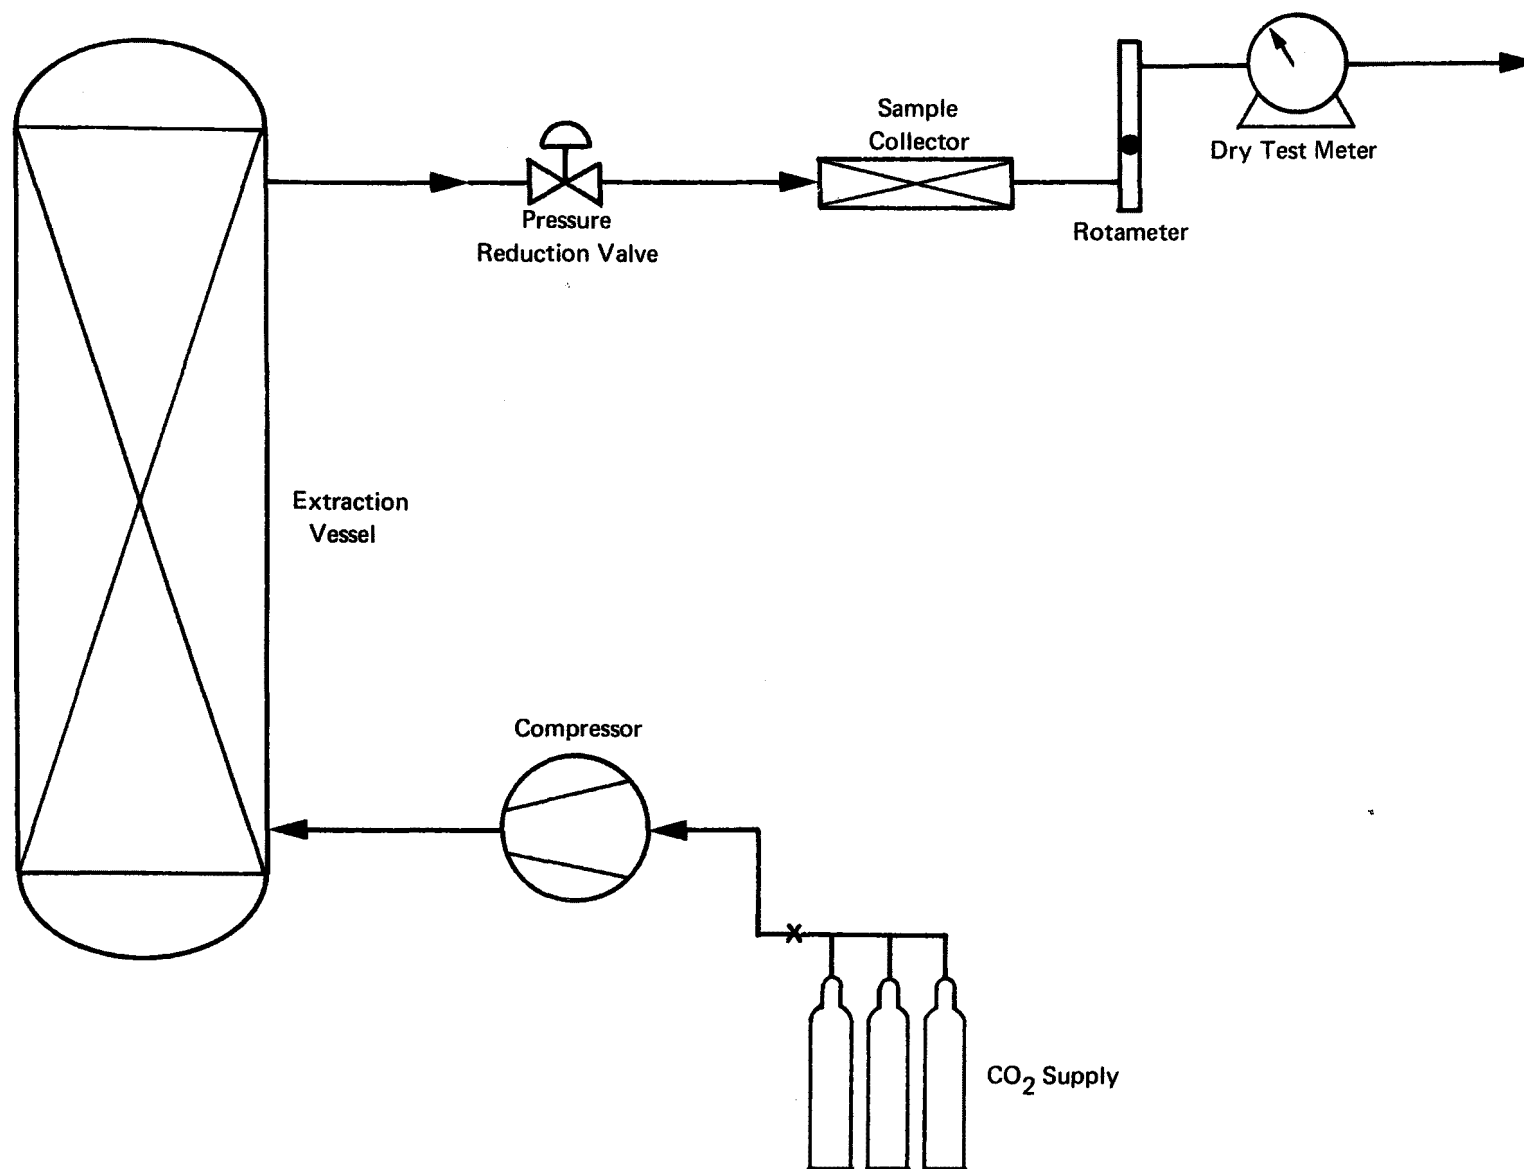 Sample
Collector
Dry Test Meter
Pressure
Reduction Valve
Rotameter
Extraction
Vessel
Compressor
CO2 Supply